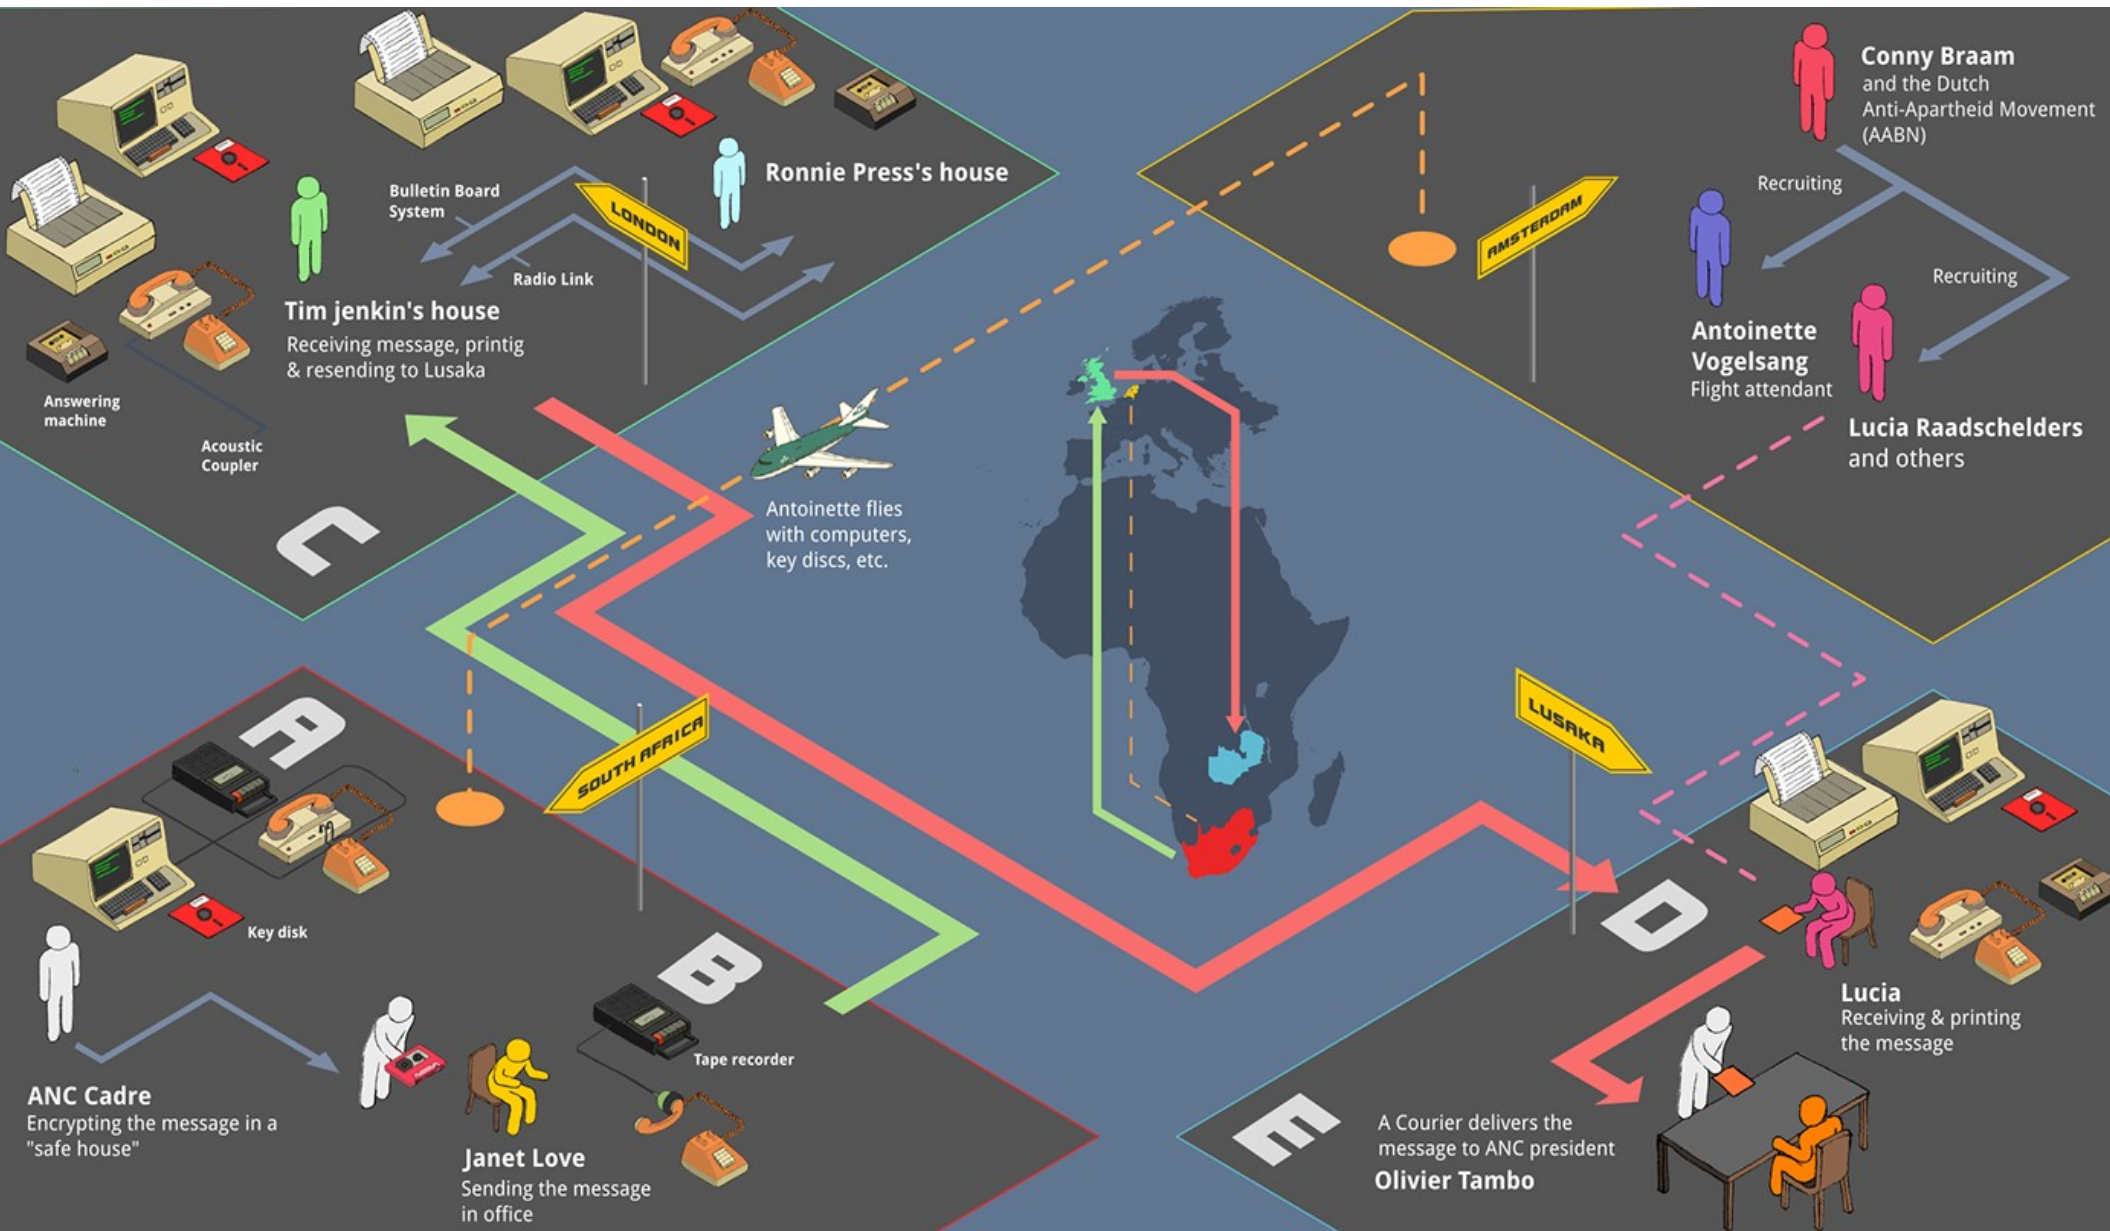 Ronnie Press's house
Bulletin Board
System
Radio Link
LONDON
Tim jenkin's house
Receiving message, printig
& resending to Lusaka
Answering
machine
Acoustic
Coupler
C
Conny Braam
and the Dutch
Anti-Apartheid Movement
(AABN)
Recruiting
Recruiting
AMSTERDAM
Antoinette
Vogelsang
Flight attendant
Lucia Raadschelders
and others
Antoinette flies
with computers,
key discs, etc.
A
SOUTH AFRICA
Key disk
ANC Cadre
Encrypting the message in a
"safe house"
B
Tape recorder
Janet Love
Sending the message
in office
LUSAKA
D
Lucia
Receiving & printing
the message
E
A Courier delivers the
message to ANC president
Olivier Tambo